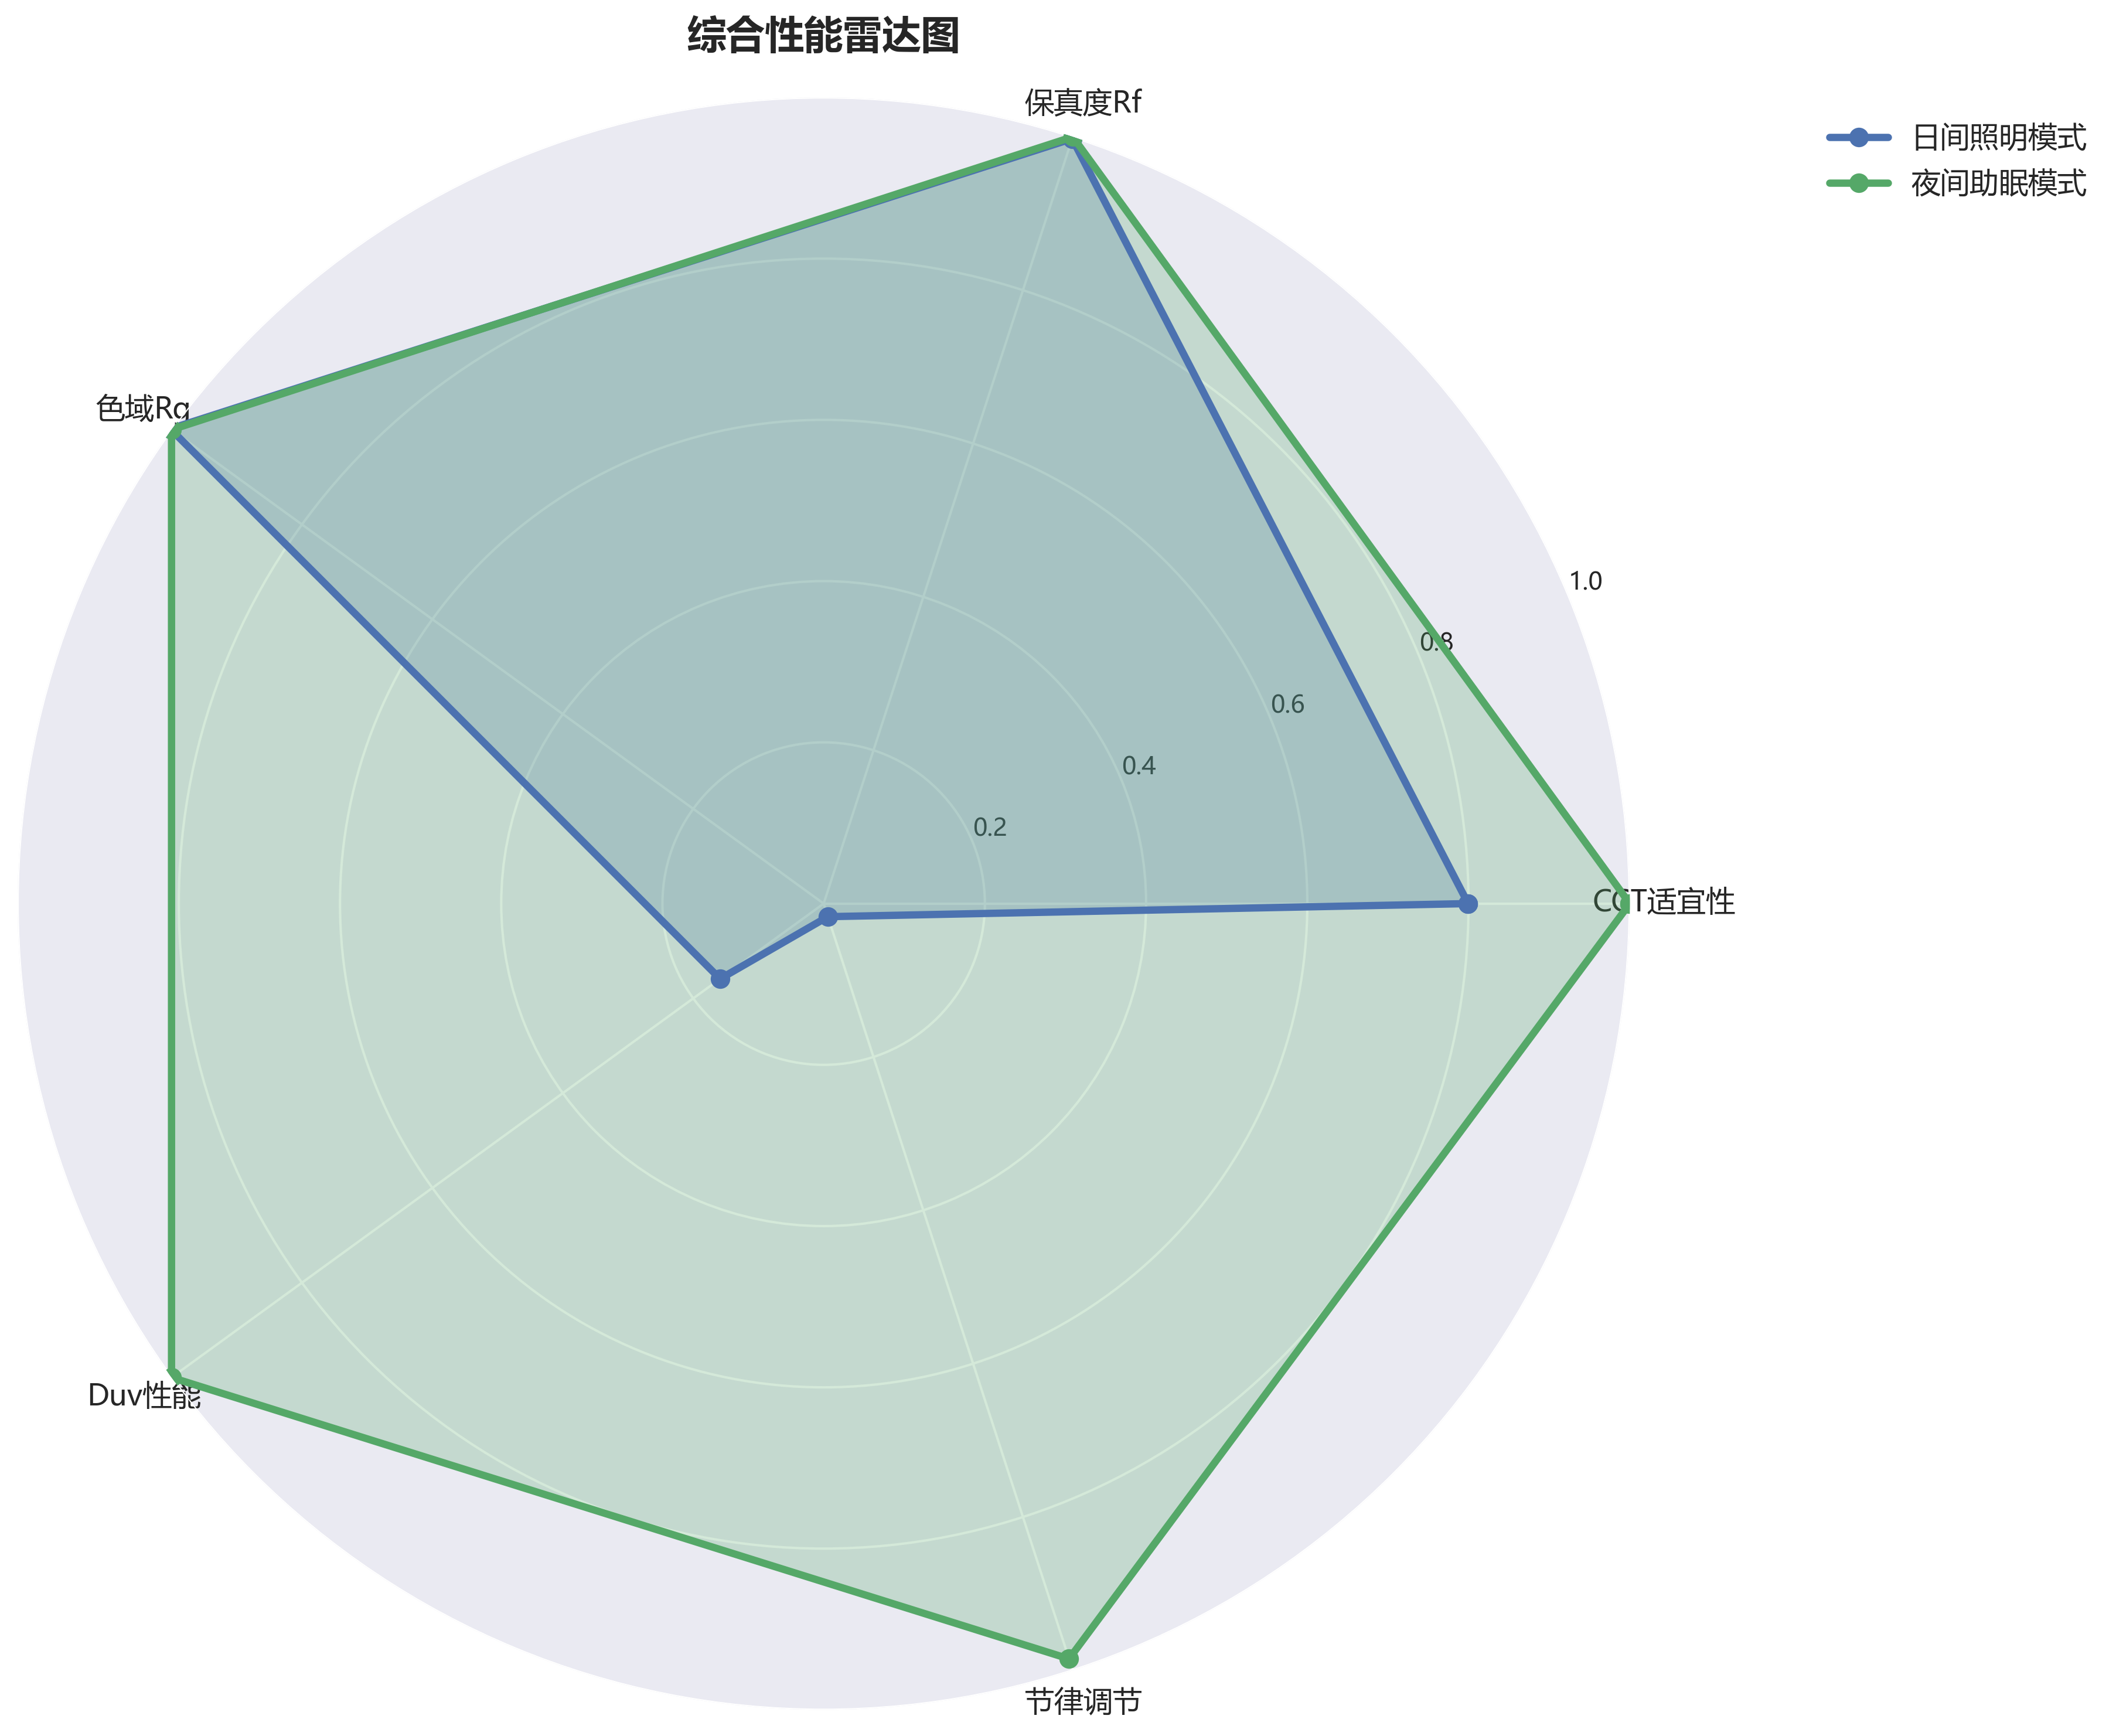 综合性能雷达图
保真度Rf
日间照明模式
夜间助眠模式
色域Rg
1.0
0.8
0.6
0.4
0.2
CCT适宜性
Duv性能
节律调节